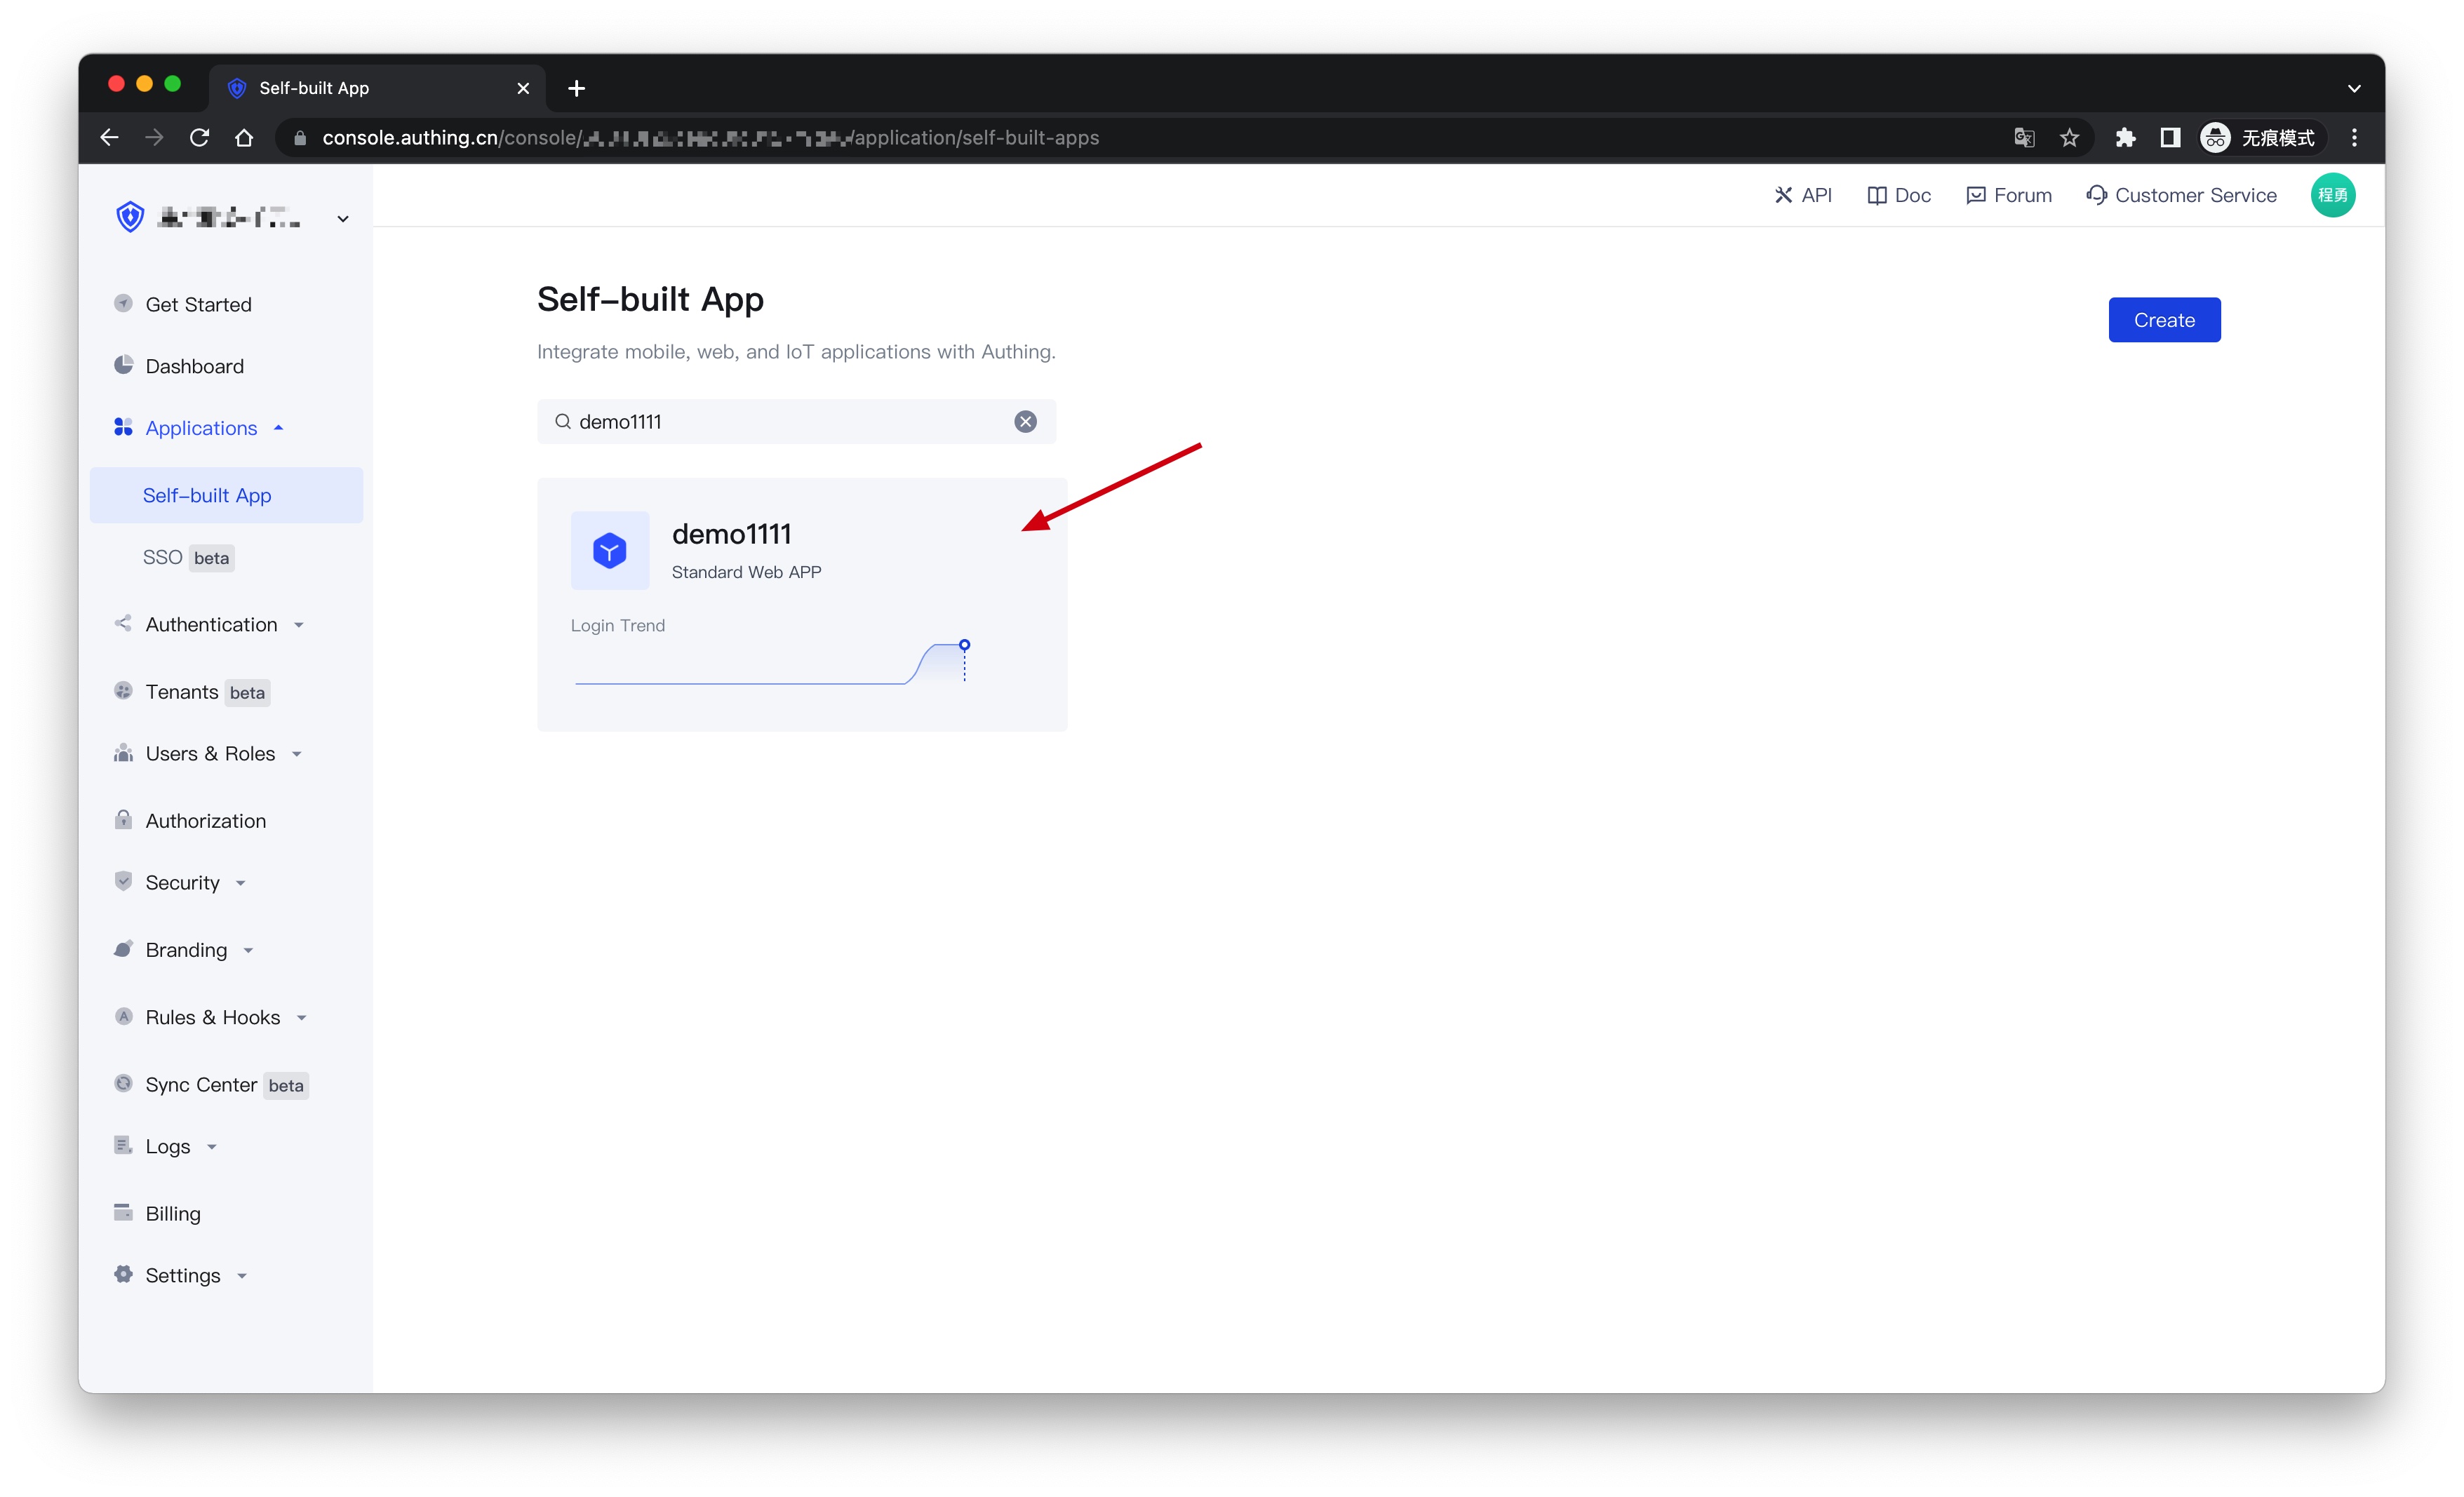 Self-built App
console.authing.cn/console/
/application/self-built-apps
无痕模式
API
Doc
Forum
Customer Service
程勇
Get Started
Dashboard
Applications
Self-built App
SSO beta
Authentication
Tenants beta
Users & Roles
Authorization
Security
Branding
Rules & Hooks
Sync Center beta
Logs
Billing
Settings
Self-built App
Create
Integrate mobile, web, and IoT applications with Authing.
demo1111
demo1111
Standard Web APP
Login Trend